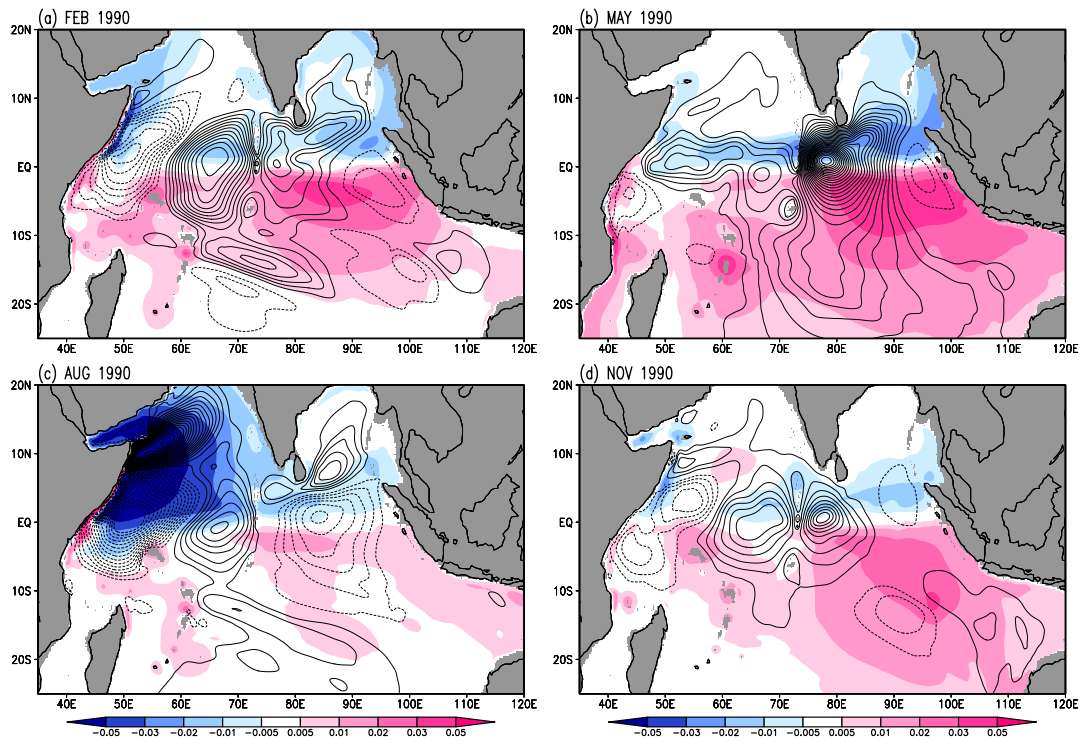 (a) FEB 1990
20N
10N
EQ
10S
20S
40E 50E 60E 70E 80E 90E 100E 110E 120E
(b) MAY 1990
20N
10N
EQ
10S
20S
40E 50E 60E 70E 80E 90E 100E 110E 120E
(c) AUG 1990
20N
10N
EQ
10S
20S
40E 50E 60E 70E 80E 90E 100E 110E 120E
-0.05 -0.03 -0.02 -0.01 -0.005 0.005 0.01 0.02 0.03 0.05
(d) NOV 1990
20N
10N
EQ
10S
20S
40E 50E 60E 70E 80E 90E 100E 110E 120E
-0.05 -0.03 -0.02 -0.01 -0.005 0.005 0.01 0.02 0.03 0.05